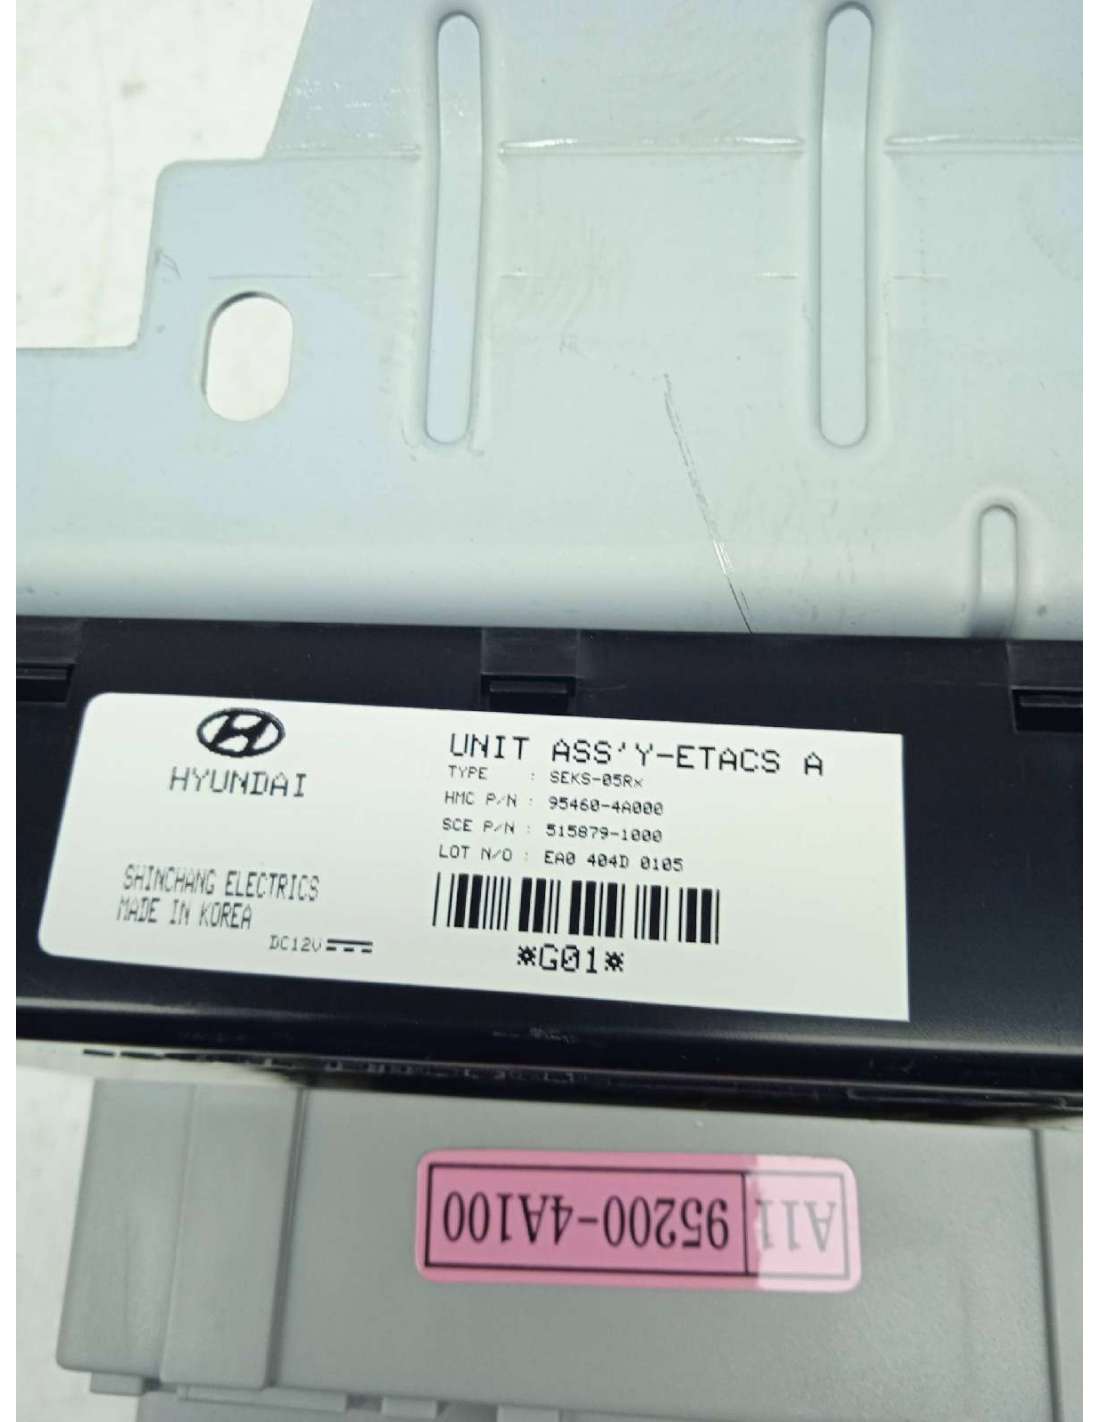 HYUNDAI
UNIT ASS'Y-ETACS A
TYPE : SEKS-05Rx
HMC P/N : 95460-4A000
SCE P/N : 515879-1000
LOT N/O : EA0 404D 0105
SHINCHANG ELECTRICS
MADE IN KOREA
DC12V
*G01*
A11 95200-4A100